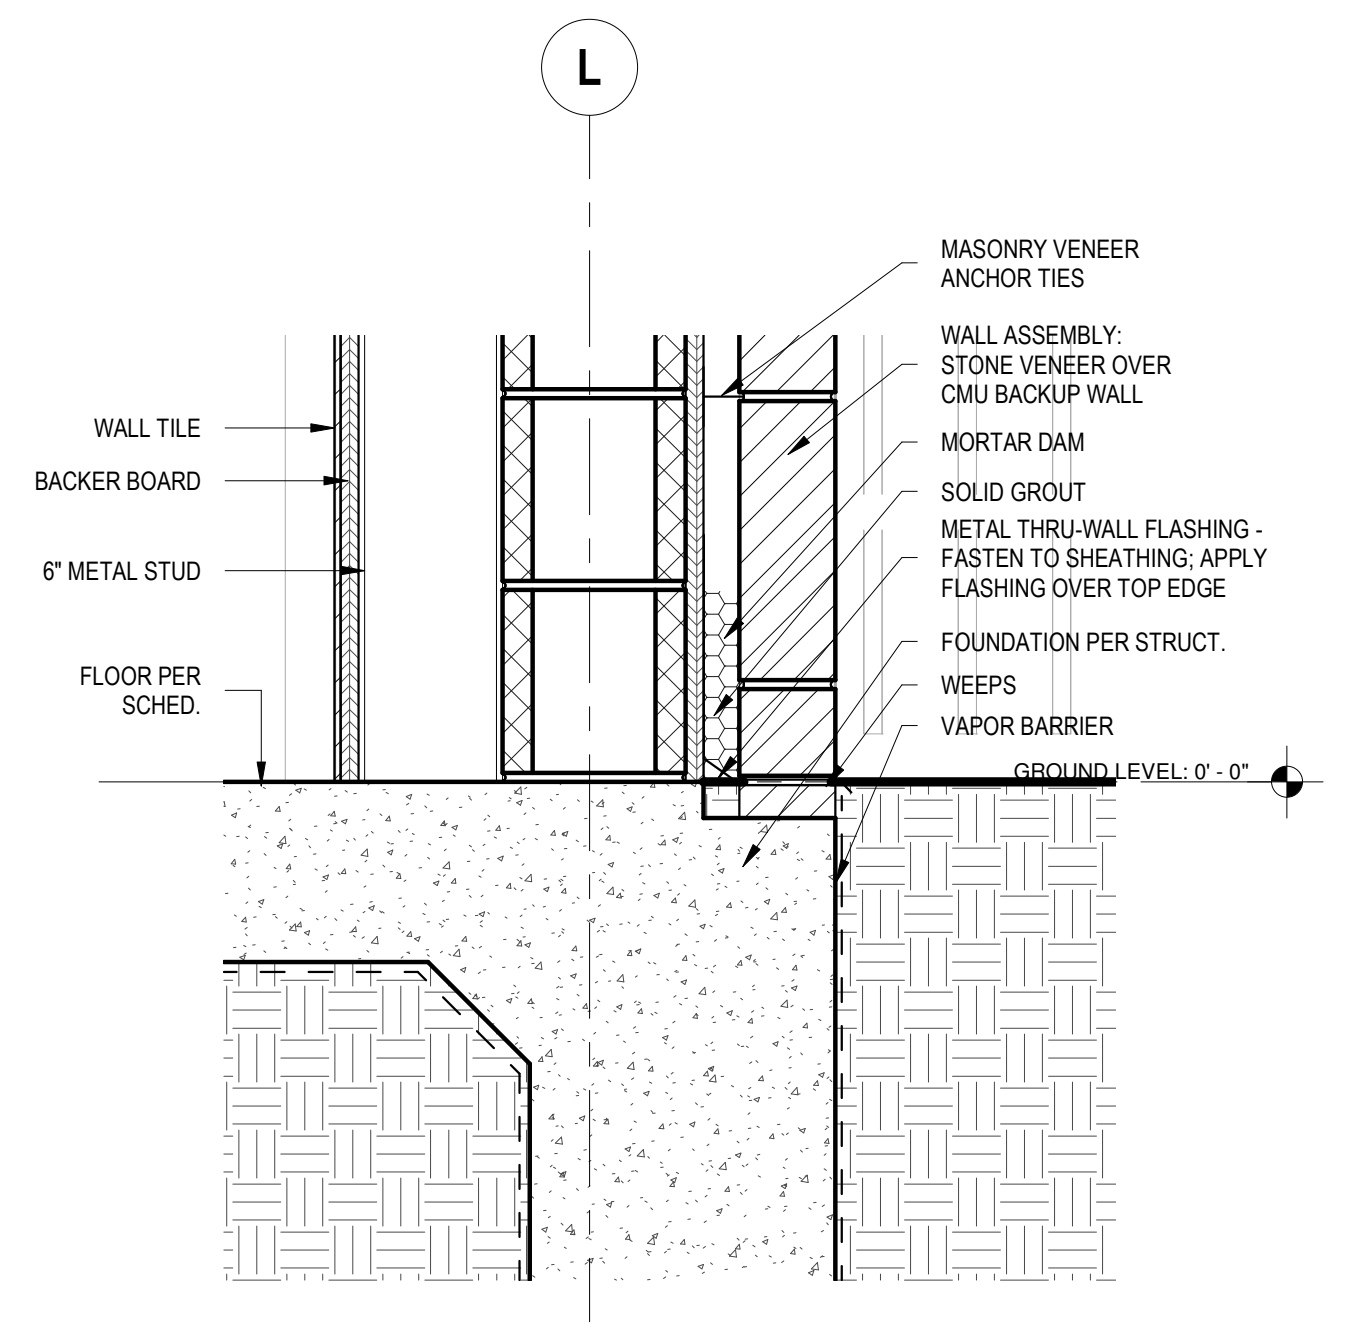 L
MASONRY VENEER
ANCHOR TIES
WALL ASSEMBLY:
STONE VENEER OVER
CMU BACKUP WALL
MORTAR DAM
SOLID GROUT
METAL THRU-WALL FLASHING -
FASTEN TO SHEATHING; APPLY
FLASHING OVER TOP EDGE
FOUNDATION PER STRUCT.
WEEPS
VAPOR BARRIER
GROUND LEVEL: 0' - 0"
WALL TILE
BACKER BOARD
6" METAL STUD
FLOOR PER
SCHED.